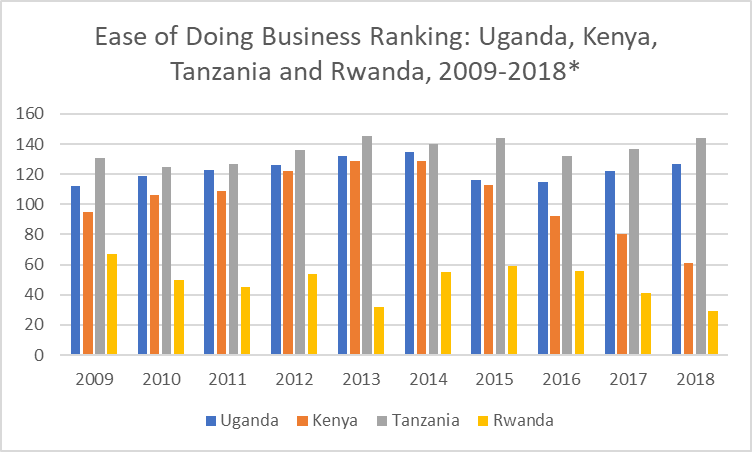 Ease of Doing Business Ranking: Uganda, Kenya,
Tanzania and Rwanda, 2009-2018*
160
140
120
100
80
60
40
20
0
2009 2010 2011 2012 2013 2014 2015 2016 2017 2018
Uganda Kenya Tanzania Rwanda